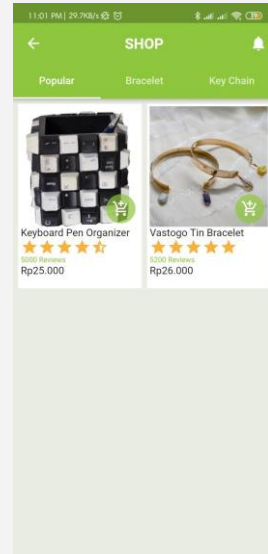 11:01 PM | 29.7KB/s
SHOP
Popular Bracelet Key Chain
Keyboard Pen Organizer
5000 Reviews
Rp25.000
Vastogo Tin Bracelet
5200 Reviews
Rp26.000